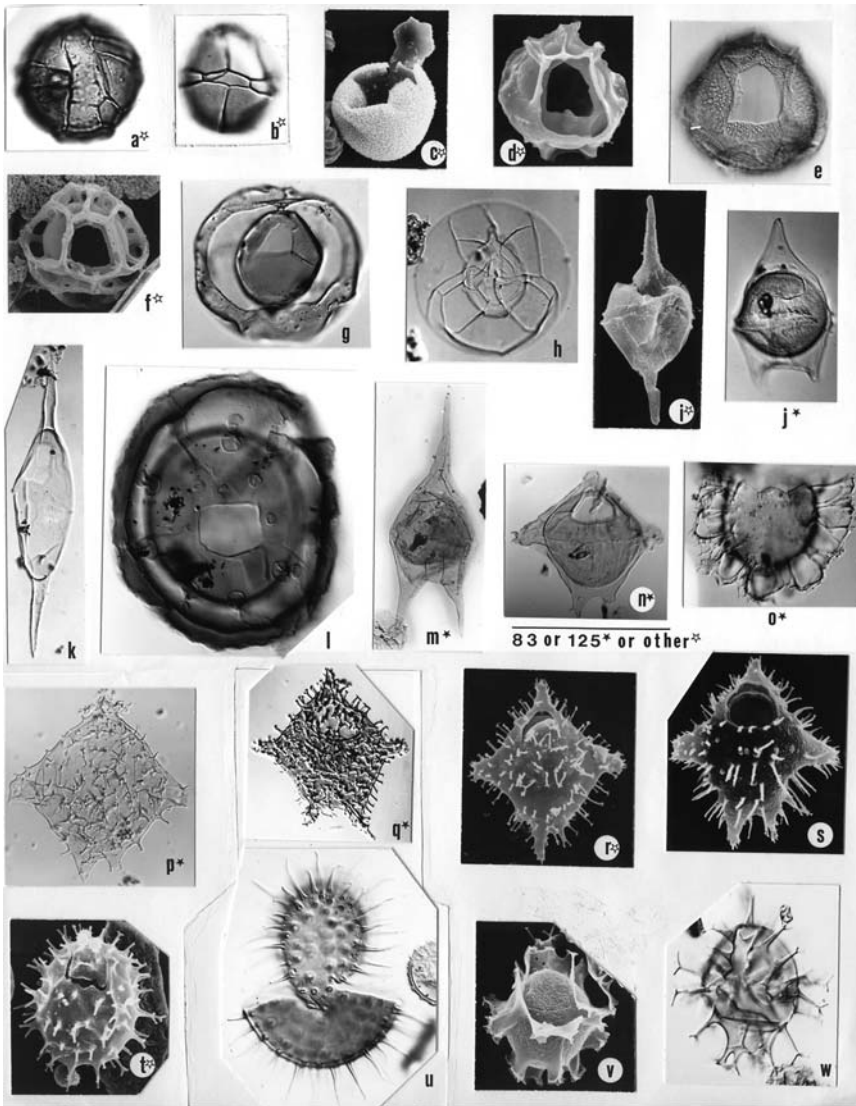 a☆ b☆ c☆ d☆ e
f☆ g h i☆ j*
k l m* n* o*
83 or 125* or other☆
p* q* r☆ s
t☆ u v w